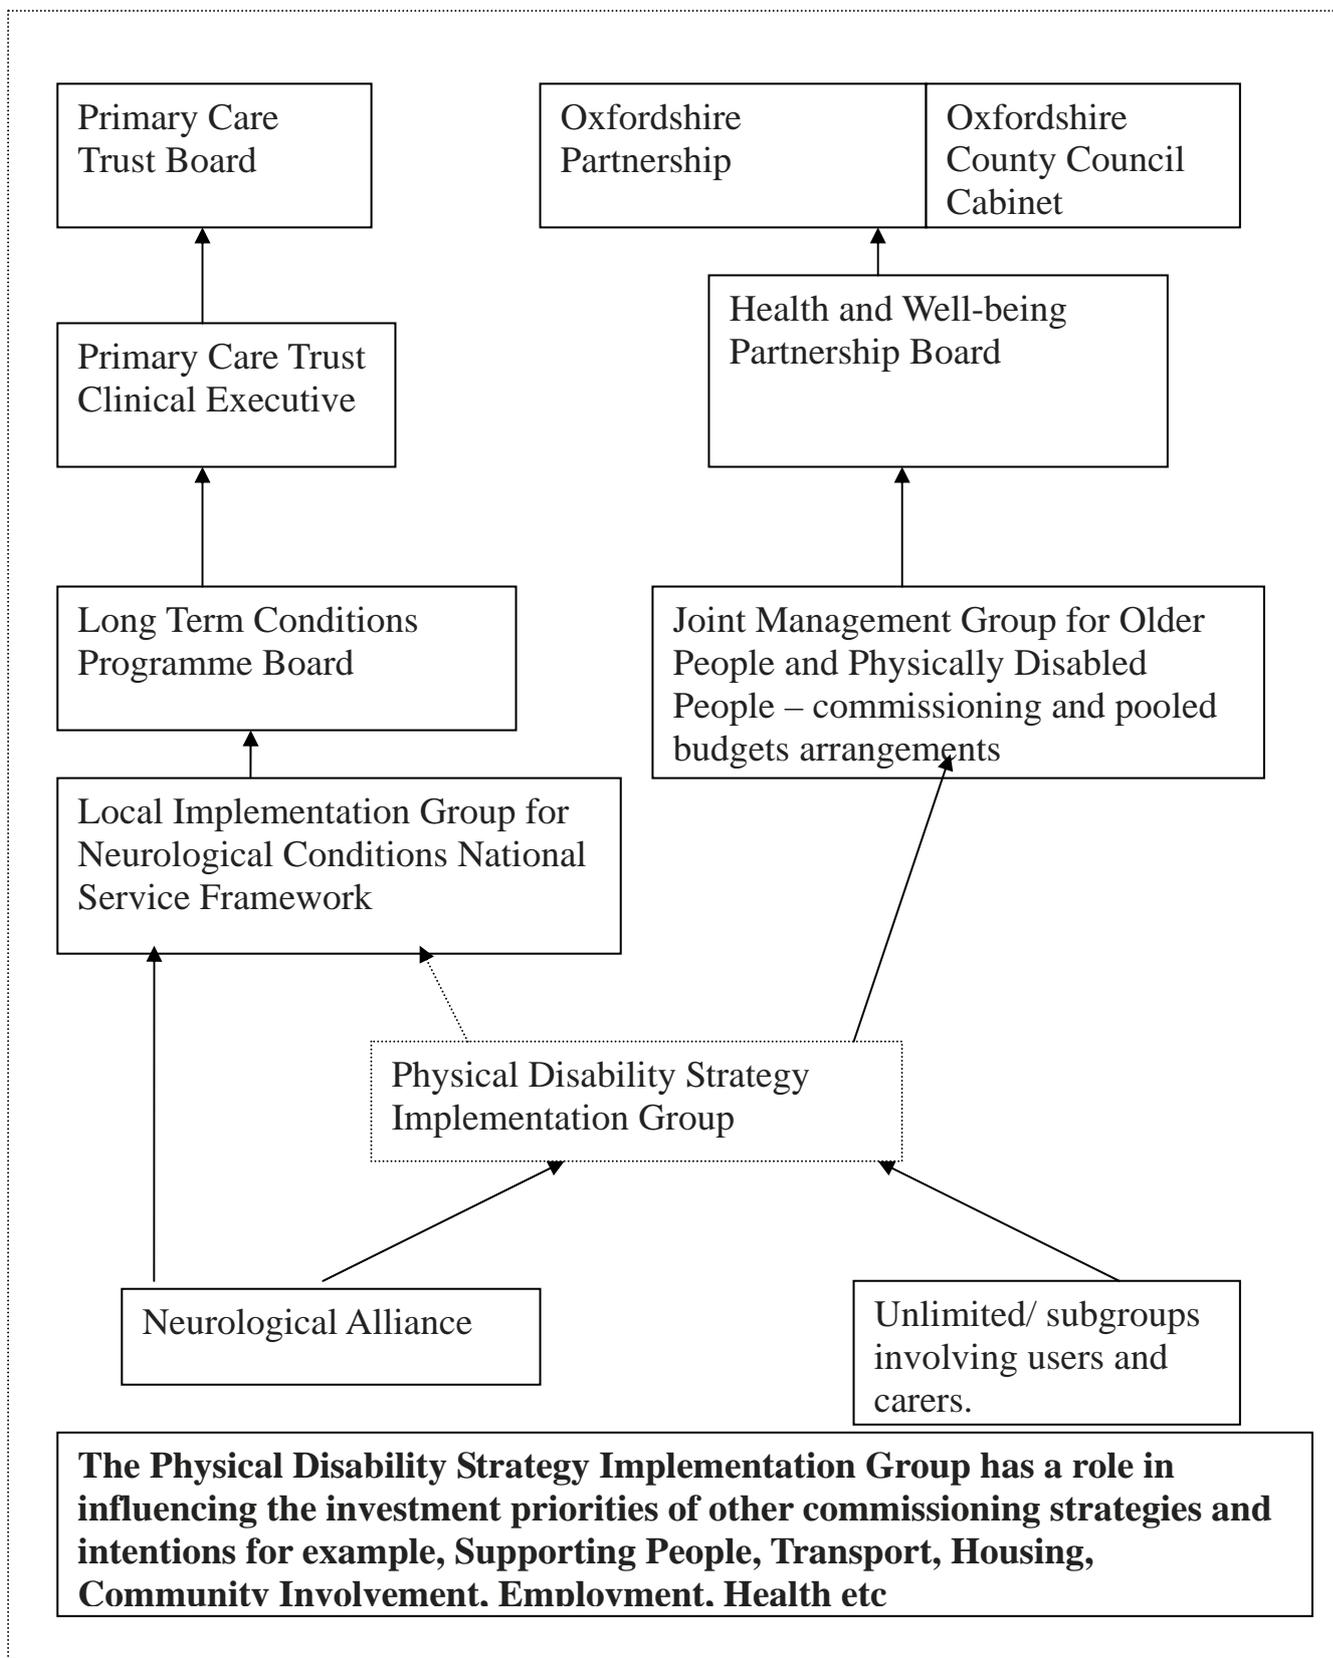 Primary Care
Trust Board
Oxfordshire
Partnership
Oxfordshire
County Council
Cabinet
Primary Care Trust
Clinical Executive
Health and Well-being
Partnership Board
Long Term Conditions
Programme Board
Joint Management Group for Older
People and Physically Disabled
People – commissioning and pooled
budgets arrangements
Local Implementation Group for
Neurological Conditions National
Service Framework
Physical Disability Strategy
Implementation Group
Neurological Alliance
Unlimited/ subgroups
involving users and
carers.
The Physical Disability Strategy Implementation Group has a role in
influencing the investment priorities of other commissioning strategies and
intentions for example, Supporting People, Transport, Housing,
Community Involvement, Employment, Health etc